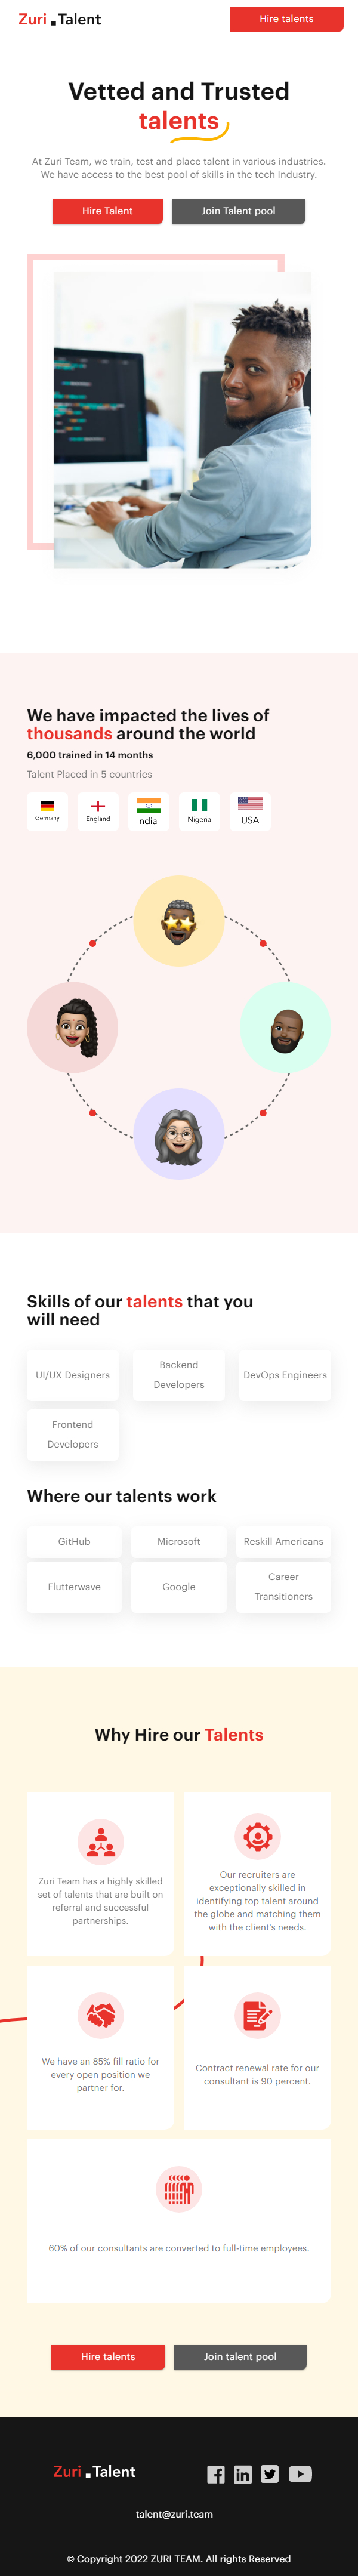 Zuri .Talent
Hire talents
Vetted and Trusted
talents
At Zuri Team, we train, test and place talent in various industries.
We have access to the best pool of skills in the tech Industry.
Hire Talent
Join Talent pool
We have impacted the lives of
thousands around the world
6,000 trained in 14 months
Talent Placed in 5 countries
Germany
England
India
Nigeria
USA
Skills of our talents that you
will need
UI/UX Designers
Backend
Developers
DevOps Engineers
Frontend
Developers
Where our talents work
GitHub
Microsoft
Reskill Americans
Flutterwave
Google
Career
Transitioners
Why Hire our Talents
Zuri Team has a highly skilled
set of talents that are built on
referral and successful
partnerships.
Our recruiters are
exceptionally skilled in
identifying top talent around
the globe and matching them
with the client's needs.
We have an 85% fill ratio for
every open position we
partner for.
Contract renewal rate for our
consultant is 90 percent.
60% of our consultants are converted to full-time employees.
Hire talents
Join talent pool
Zuri .Talent
talent@zuri.team
© Copyright 2022 ZURI TEAM. All rights Reserved